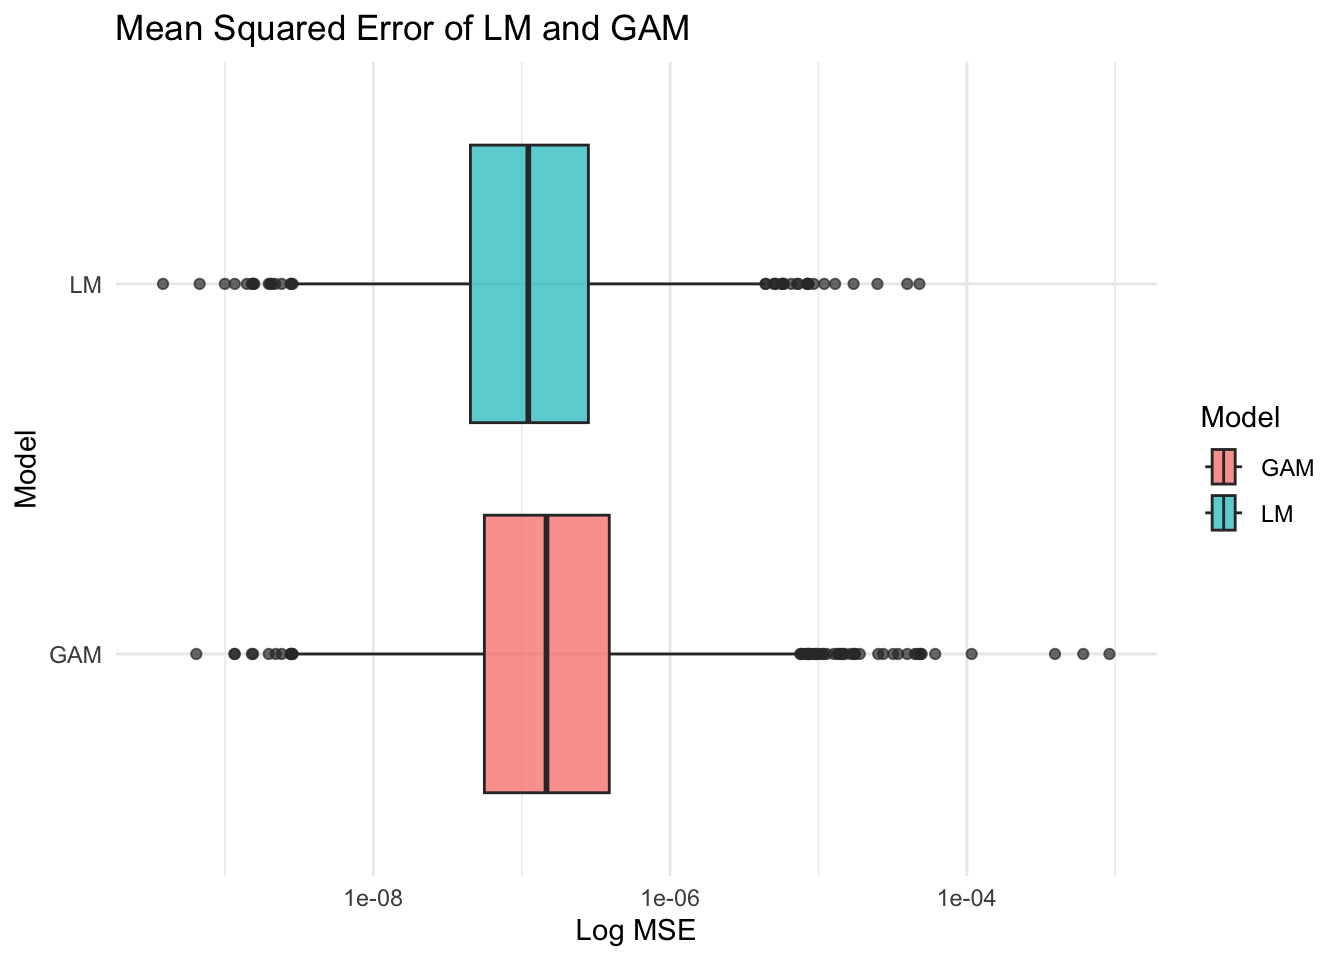 Mean Squared Error of LM and GAM
LM
GAM
Model
1e-08
1e-06
1e-04
Log MSE
Model
GAM
LM